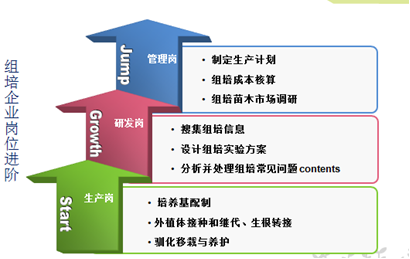 组培企业岗位进阶
Jump
管理岗
• 制定生产计划
• 组培成本核算
• 组培苗木市场调研
Growth
研发岗
• 搜集组培信息
• 设计组培实验方案
• 分析并处理组培常见问题contents
Start
生产岗
• 培养基配制
• 外植体接种和继代、生根转接
• 驯化移栽与养护